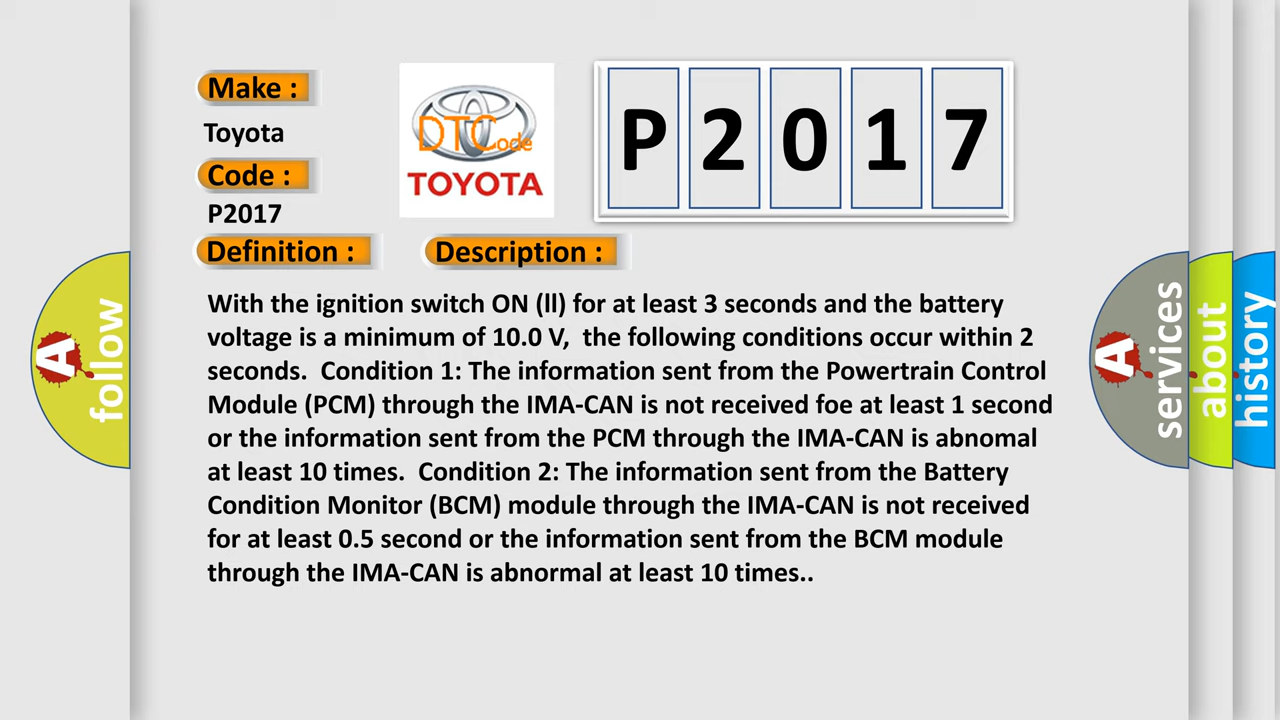 Make :
Toyota
Code :
P2017
Definition :
Description :
DTCode
TOYOTA
P2017
With the ignition switch ON (ll) for at least 3 seconds and the battery
voltage is a minimum of 10.0 V,  the following conditions occur within 2
seconds.  Condition 1: The information sent from the Powertrain Control
Module (PCM) through the IMA-CAN is not received foe at least 1 second
or the information sent from the PCM through the IMA-CAN is abnomal
at least 10 times.  Condition 2: The information sent from the Battery
Condition Monitor (BCM) module through the IMA-CAN is not received
for at least 0.5 second or the information sent from the BCM module
through the IMA-CAN is abnormal at least 10 times..
A
follow
A
services
about
history